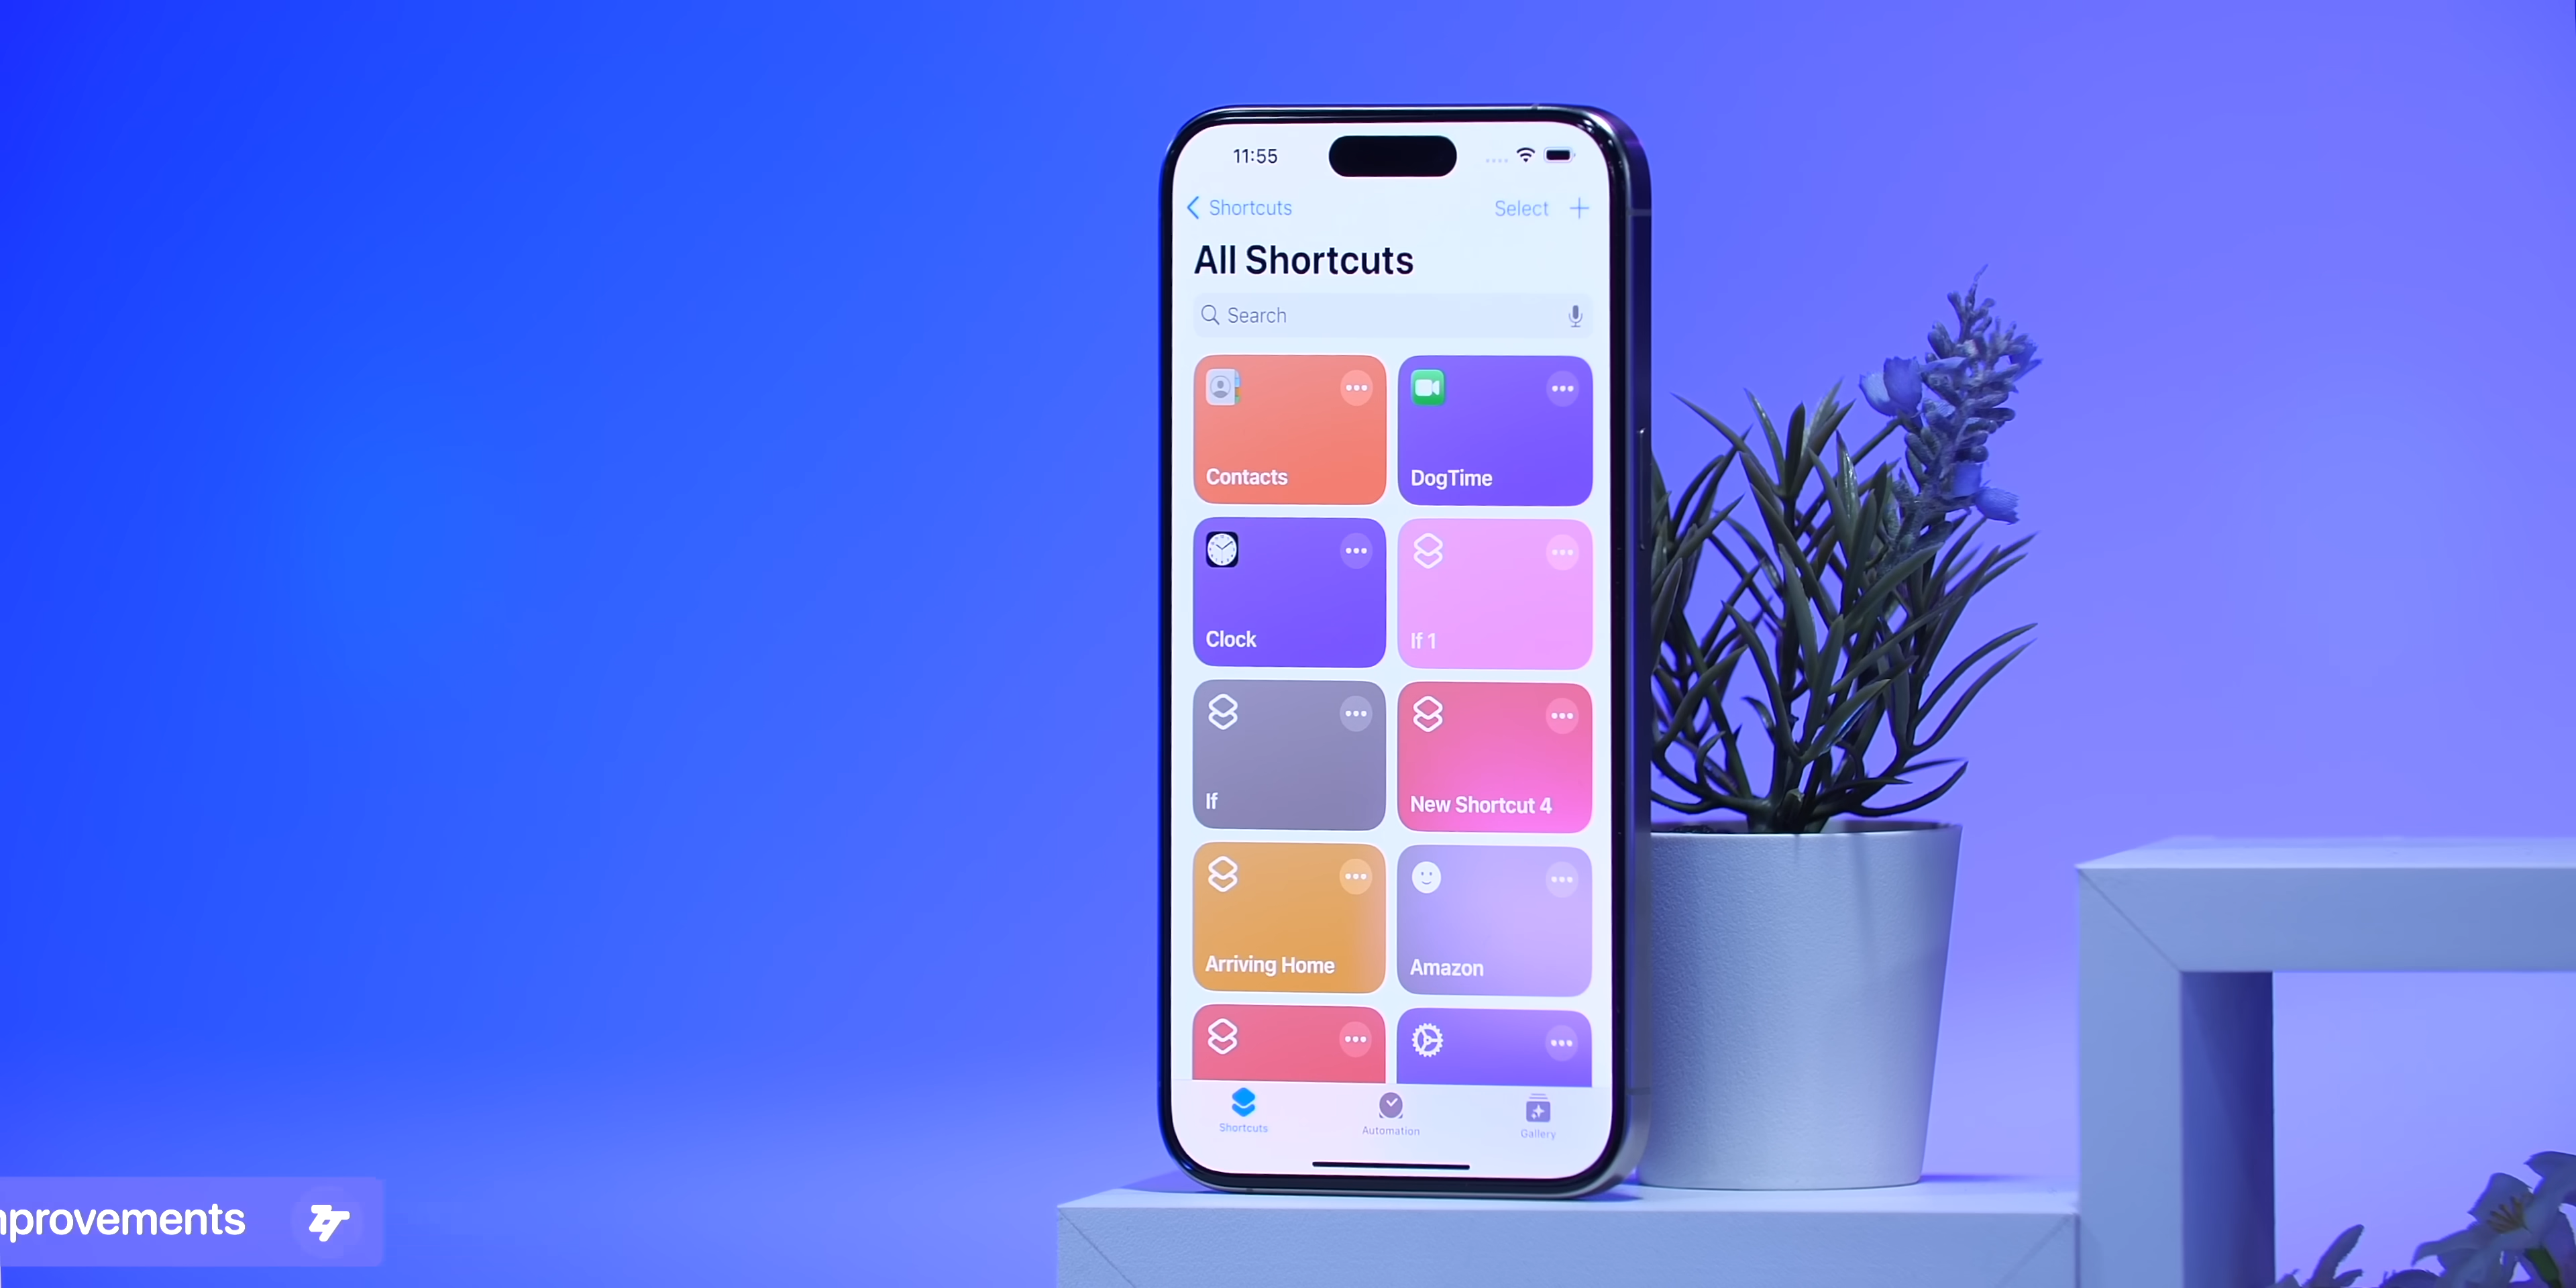 11:55
Shortcuts
Select
All Shortcuts
Search
Contacts
DogTime
Clock
If 1
If
New Shortcut 4
Arriving Home
Amazon
Shortcuts
Automation
Gallery
nprovements